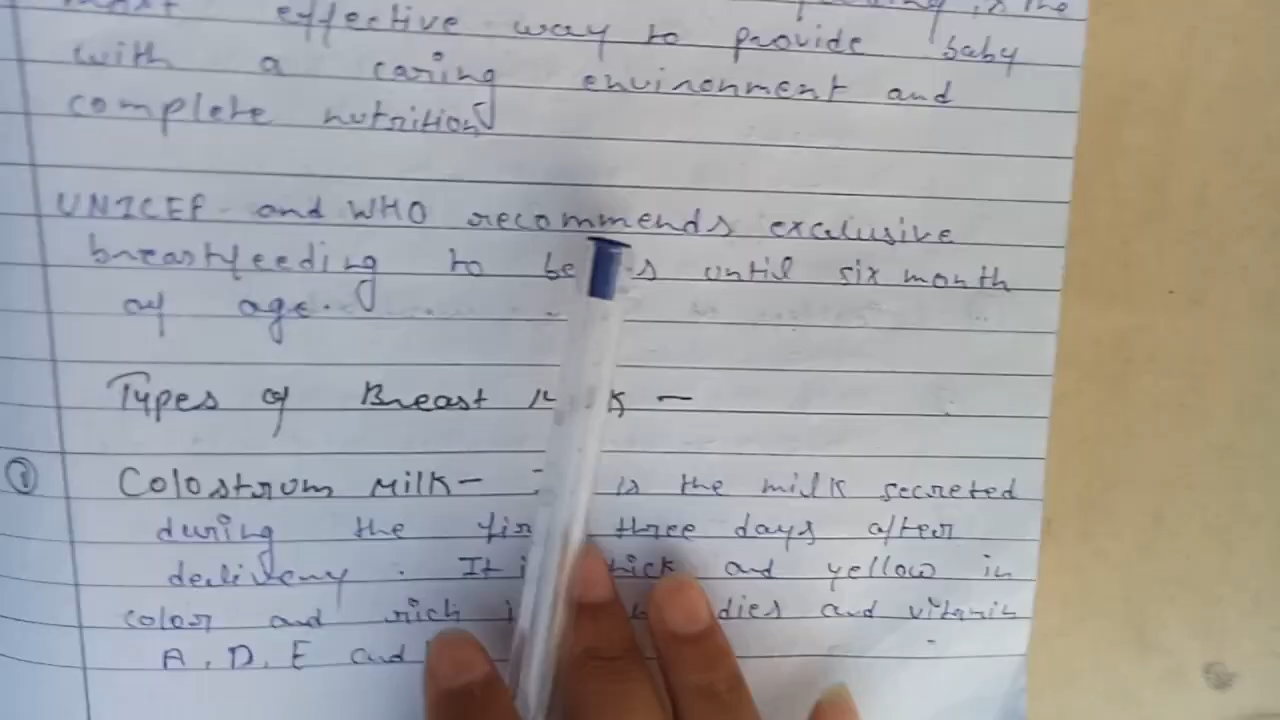 effective way to provide baby
with a caring environment and
complete nutrition
UNICEF and WHO recommends exclusive
breastfeeding to until six month
of age.
Types of Breast
① Colostrum Milk - is the milk secreted
during the three days after
delivery. It and yellow in
color and rich and vitamin
A, D, E and